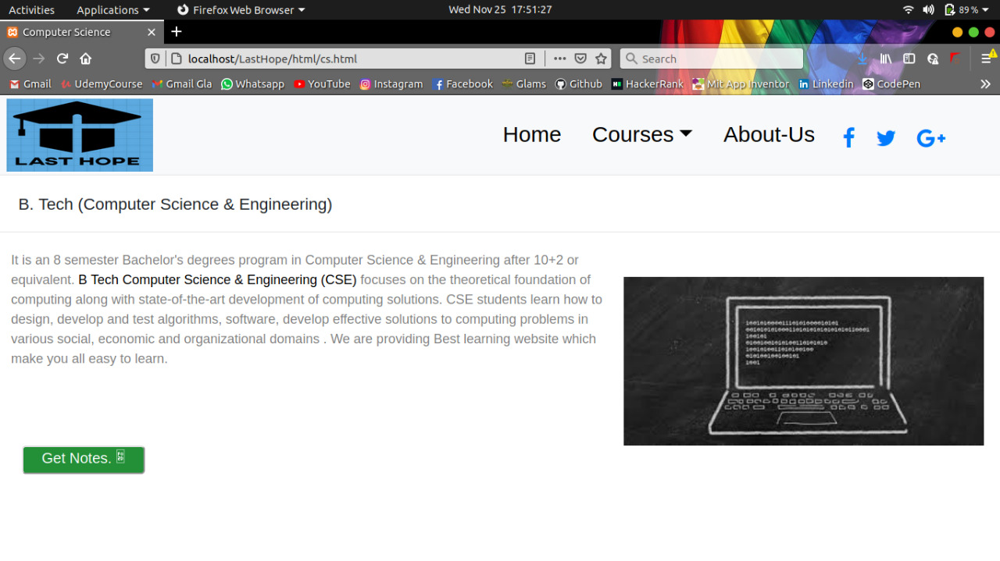 Activities Applications Firefox Web Browser Wed Nov 25 17:51:27 89 %
Computer Science
localhost/LastHope/html/cs.html Search
Gmail UdemyCourse Gmail Gla Whatsapp YouTube Instagram Facebook Glams Github HackerRank Mit App Inventor Linkedin CodePen
LAST HOPE
Home Courses About-Us
B. Tech (Computer Science & Engineering)
It is an 8 semester Bachelor's degrees program in Computer Science & Engineering after 10+2 or
equivalent. B Tech Computer Science & Engineering (CSE) focuses on the theoretical foundation of
computing along with state-of-the-art development of computing solutions. CSE students learn how to
design, develop and test algorithms, software, develop effective solutions to computing problems in
various social, economic and organizational domains . We are providing Best learning website which
make you all easy to learn.
Get Notes.